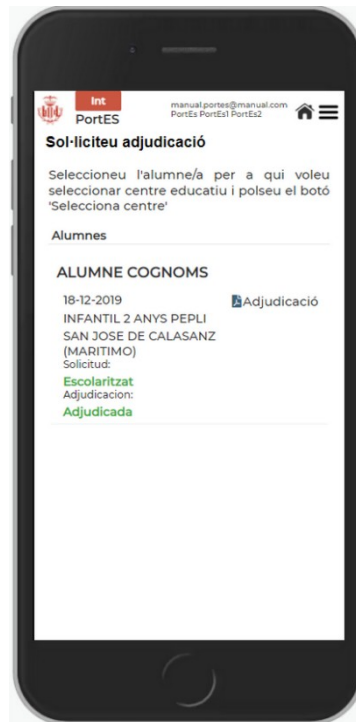 Int
PortES
manual.portes@manual.com
PortEs PortEs1 PortEs2
Sol·liciteu adjudicació
Seleccioneu l'alumne/a per a qui voleu
seleccionar centre educatiu i polseu el botó
'Selecciona centre'
Alumnes
ALUMNE COGNOMS
18-12-2019
Adjudicació
INFANTIL 2 ANYS PEPLI
SAN JOSE DE CALASANZ
(MARITIMO)
Solicitud:
Escolaritzat
Adjudicacion:
Adjudicada